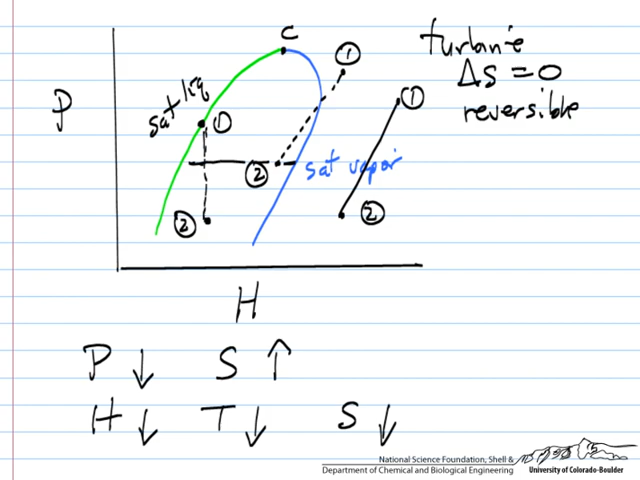 C
turbine
ΔS = 0
reversible
P
sat liq
①
①
①
②
sat vapor
②
②
H
P ↓ S ↑
H ↓ T ↓ S ↓
National Science Foundation, Shell &
Department of Chemical and Biological Engineering
University of Colorado-Boulder